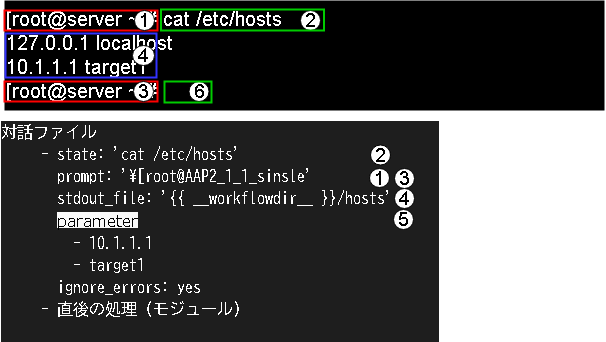 [root@server ~]# ① cat /etc/hosts ②
127.0.0.1 localhost
④
10.1.1.1 target1
[root@server ~]# ③ ⑥
対話ファイル
- state: 'cat /etc/hosts' ②
prompt: '¥[root@AAP2_1_1_sinsle' ① ③
stdout_file: '{{ __workflowdir__ }}/hosts' ④
parameter ⑤
- 10.1.1.1
- target1
ignore_errors: yes
- 直後の処理 (モジュール)